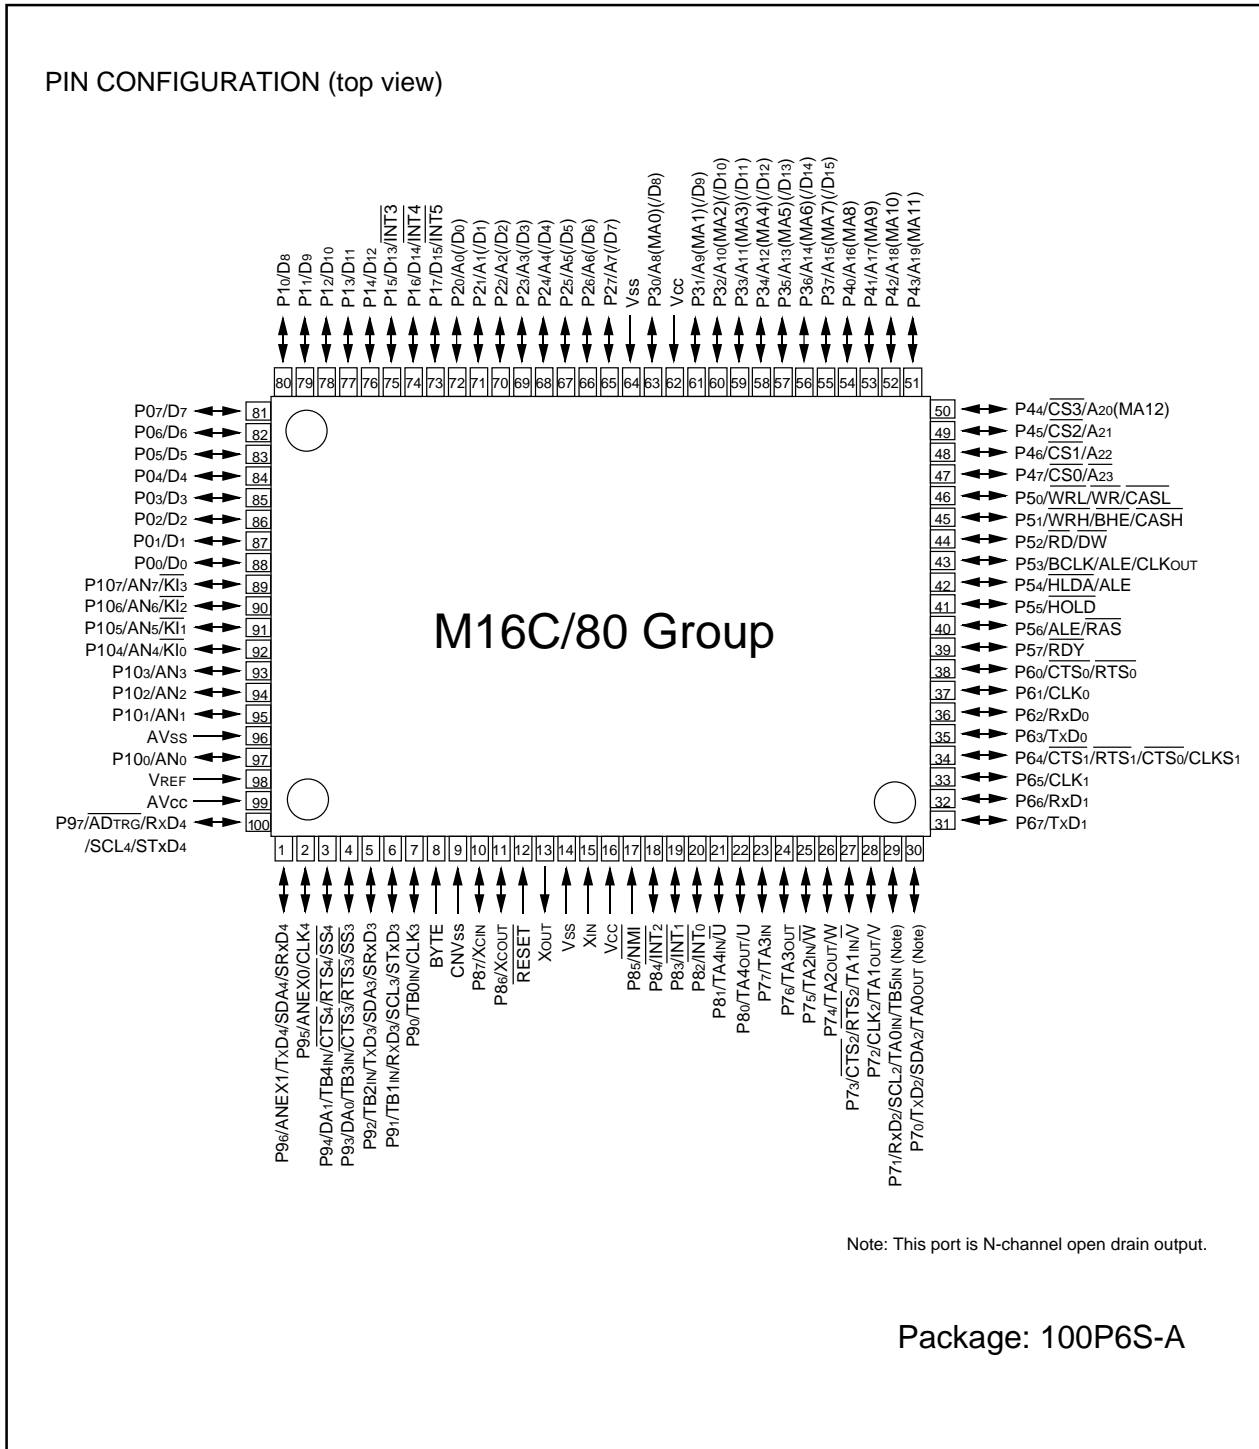 PIN CONFIGURATION (top view)
P10/D8
P11/D9
P12/D10
P13/D11
P14/D12
P15/D13/INT3
P16/D14/INT4
P17/D15/INT5
P20/A0(/D0)
P21/A1(/D1)
P22/A2(/D2)
P23/A3(/D3)
P24/A4(/D4)
P25/A5(/D5)
P26/A6(/D6)
P27/A7(/D7)
Vss
P30/A8(MA0)(/D8)
Vcc
P31/A9(MA1)(/D9)
P32/A10(MA2)(/D10)
P33/A11(MA3)(/D11)
P34/A12(MA4)(/D12)
P35/A13(MA5)(/D13)
P36/A14(MA6)(/D14)
P37/A15(MA7)(/D15)
P40/A16(MA8)
P41/A17(MA9)
P42/A18(MA10)
P43/A19(MA11)
80 79 78 77 76 75 74 73 72 71 70 69 68 67 66 65 64 63 62 61 60 59 58 57 56 55 54 53 52 51
P07/D7 81
P06/D6 82
P05/D5 83
P04/D4 84
P03/D3 85
P02/D2 86
P01/D1 87
P00/D0 88
P107/AN7/KI3 89
P106/AN6/KI2 90
P105/AN5/KI1 91
P104/AN4/KI0 92
P103/AN3 93
P102/AN2 94
P101/AN1 95
AVss 96
P100/AN0 97
VREF 98
AVcc 99
P97/ADTRG/RxD4 100
/SCL4/STxD4
M16C/80 Group
50 P44/CS3/A20(MA12)
49 P45/CS2/A21
48 P46/CS1/A22
47 P47/CS0/A23
46 P50/WRL/WR/CASL
45 P51/WRH/BHE/CASH
44 P52/RD/DW
43 P53/BCLK/ALE/CLKOUT
42 P54/HLDA/ALE
41 P55/HOLD
40 P56/ALE/RAS
39 P57/RDY
38 P60/CTS0/RTS0
37 P61/CLK0
36 P62/RxD0
35 P63/TxD0
34 P64/CTS1/RTS1/CTS0/CLKS1
33 P65/CLK1
32 P66/RxD1
31 P67/TxD1
1 2 3 4 5 6 7 8 9 10 11 12 13 14 15 16 17 18 19 20 21 22 23 24 25 26 27 28 29 30
P96/ANEX1/TxD4/SDA4/SRxD4
P95/ANEX0/CLK4
P94/DA1/TB4IN/CTS4/RTS4/SS4
P93/DA0/TB3IN/CTS3/RTS3/SS3
P92/TB2IN/TxD3/SDA3/SRxD3
P91/TB1IN/RxD3/SCL3/STxD3
P90/TB0IN/CLK3
BYTE
CNVss
P87/XCIN
P86/XCOUT
RESET
XOUT
Vss
XIN
Vcc
P85/NMI
P84/INT2
P83/INT1
P82/INT0
P81/TA4IN/U
P80/TA4OUT/U
P77/TA3IN
P76/TA3OUT
P75/TA2IN/W
P74/TA2OUT/W
P73/CTS2/RTS2/TA1IN/V
P72/CLK2/TA1OUT/V
P71/RxD2/SCL2/TA0IN/TB5IN (Note)
P70/TxD2/SDA2/TA0OUT (Note)
Note: This port is N-channel open drain output.
Package: 100P6S-A